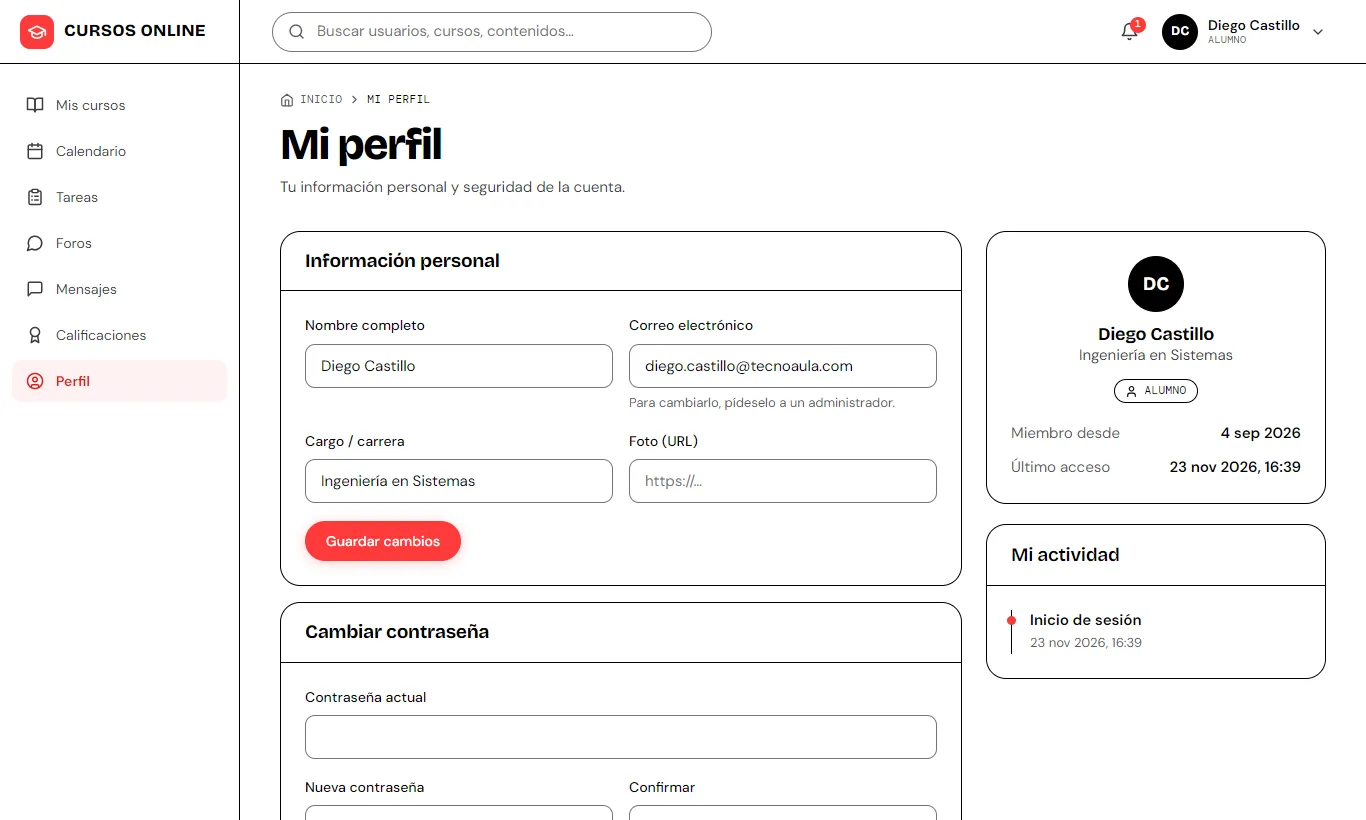 CURSOS ONLINE
Buscar usuarios, cursos, contenidos...
1
DC
Diego Castillo
ALUMNO
Mis cursos
Calendario
Tareas
Foros
Mensajes
Calificaciones
Perfil
INICIO > MI PERFIL
Mi perfil
Tu información personal y seguridad de la cuenta.
Información personal
Nombre completo
Diego Castillo
Correo electrónico
diego.castillo@tecnoaula.com
Para cambiarlo, pídeselo a un administrador.
Cargo / carrera
Ingeniería en Sistemas
Foto (URL)
https://...
Guardar cambios
Cambiar contraseña
Contraseña actual
Nueva contraseña
Confirmar
DC
Diego Castillo
Ingeniería en Sistemas
ALUMNO
Miembro desde 4 sep 2026
Último acceso 23 nov 2026, 16:39
Mi actividad
Inicio de sesión
23 nov 2026, 16:39